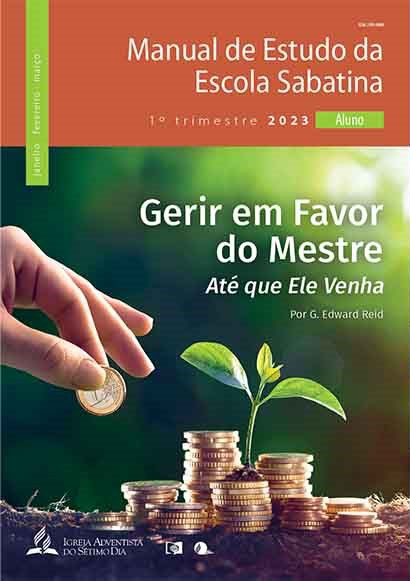 Manual de Estudo da
Escola Sabatina
1º trimestre 2023 Aluno
janeiro · fevereiro · março
Gerir em Favor
do Mestre
Até que Ele Venha
Por G. Edward Reid
IGREJA ADVENTISTA
DO SÉTIMO DIA